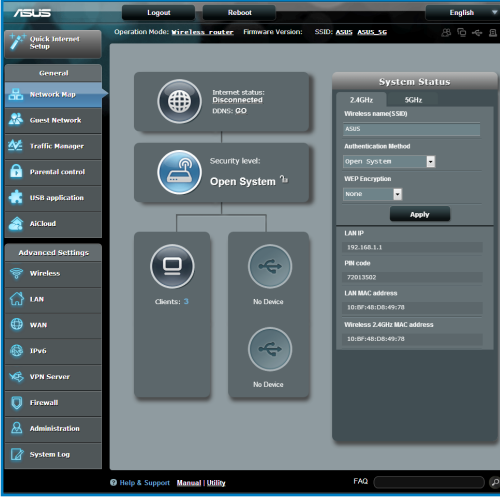 ASUS
Logout
Reboot
English
Quick Internet
Setup
Operation Mode: Wireless router Firmware Version: SSID: ASUS ASUS_5G
General
Network Map
Guest Network
Traffic Manager
Parental control
USB application
AiCloud
Advanced Settings
Wireless
LAN
WAN
IPv6
VPN Server
Firewall
Administration
System Log
Internet status:
Disconnected
DDNS: GO
Security level:
Open System
Clients: 3
No Device
No Device
System Status
2.4GHz 5GHz
Wireless name(SSID)
ASUS
Authentication Method
Open System
WEP Encryption
None
Apply
LAN IP
192.168.1.1
PIN code
72013502
LAN MAC address
10:BF:48:D8:49:78
Wireless 2.4GHz MAC address
10:BF:48:D8:49:78
Help & Support Manual | Utility
FAQ